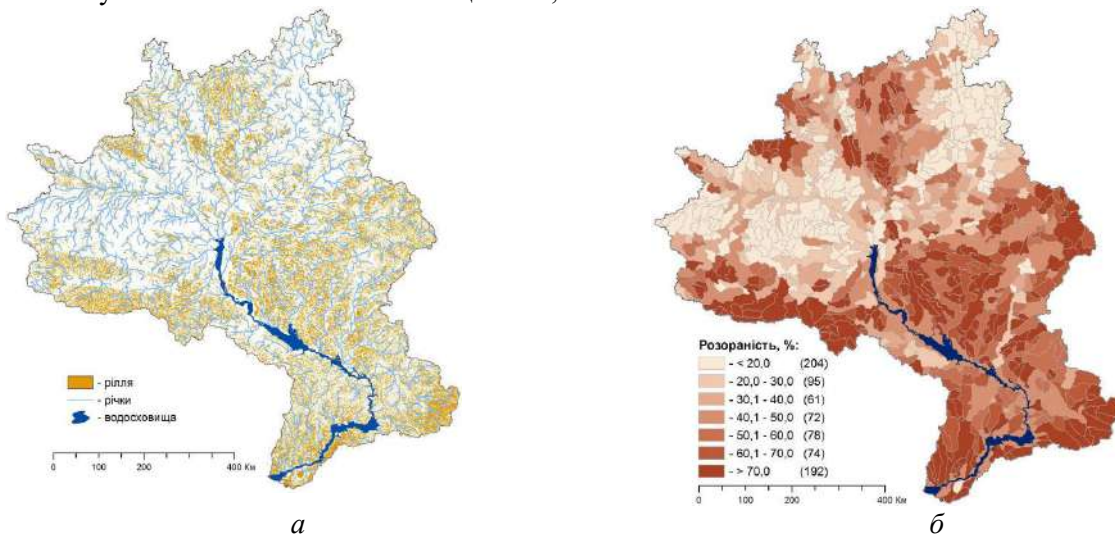 - рілля
- річки
- водосховища
0 100 200 400 Км
а
Розораність, %:
- < 20,0 (204)
- 20,0 - 30,0 (95)
- 30,1 - 40,0 (61)
- 40,1 - 50,0 (72)
- 50,1 - 60,0 (78)
- 60,1 - 70,0 (74)
- > 70,0 (192)
0 100 200 400 Км
б